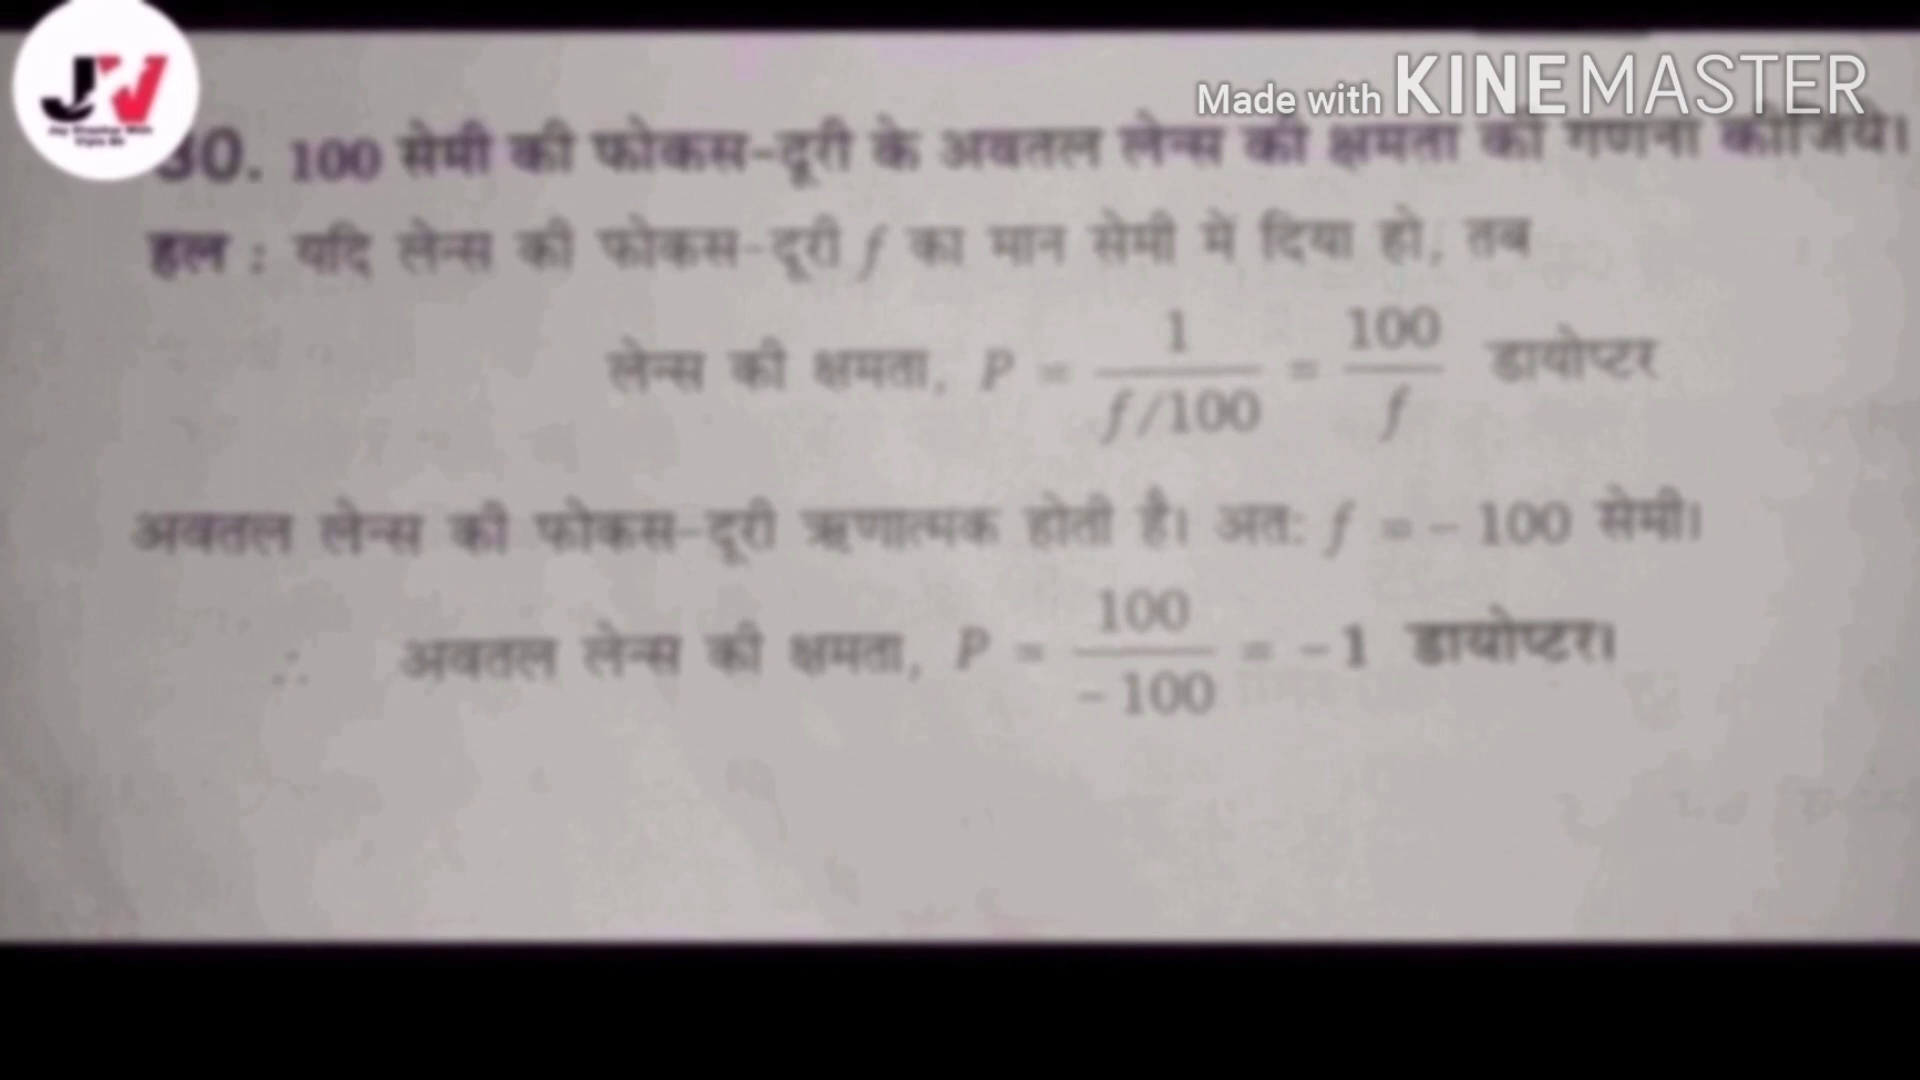 JV
Made with KINEMASTER
30. 100 सेमी की फोकस-दूरी के अवतल लेन्स की क्षमता की गणना कीजिये।
हल : यदि लेन्स की फोकस-दूरी f का मान सेमी में दिया हो, तब
लेन्स की क्षमता, P = 1 / (f/100) = 100 / f डायोप्टर
अवतल लेन्स की फोकस-दूरी ऋणात्मक होती है। अत: f = – 100 सेमी।
∴ अवतल लेन्स की क्षमता, P = 100 / – 100 = – 1 डायोप्टर।